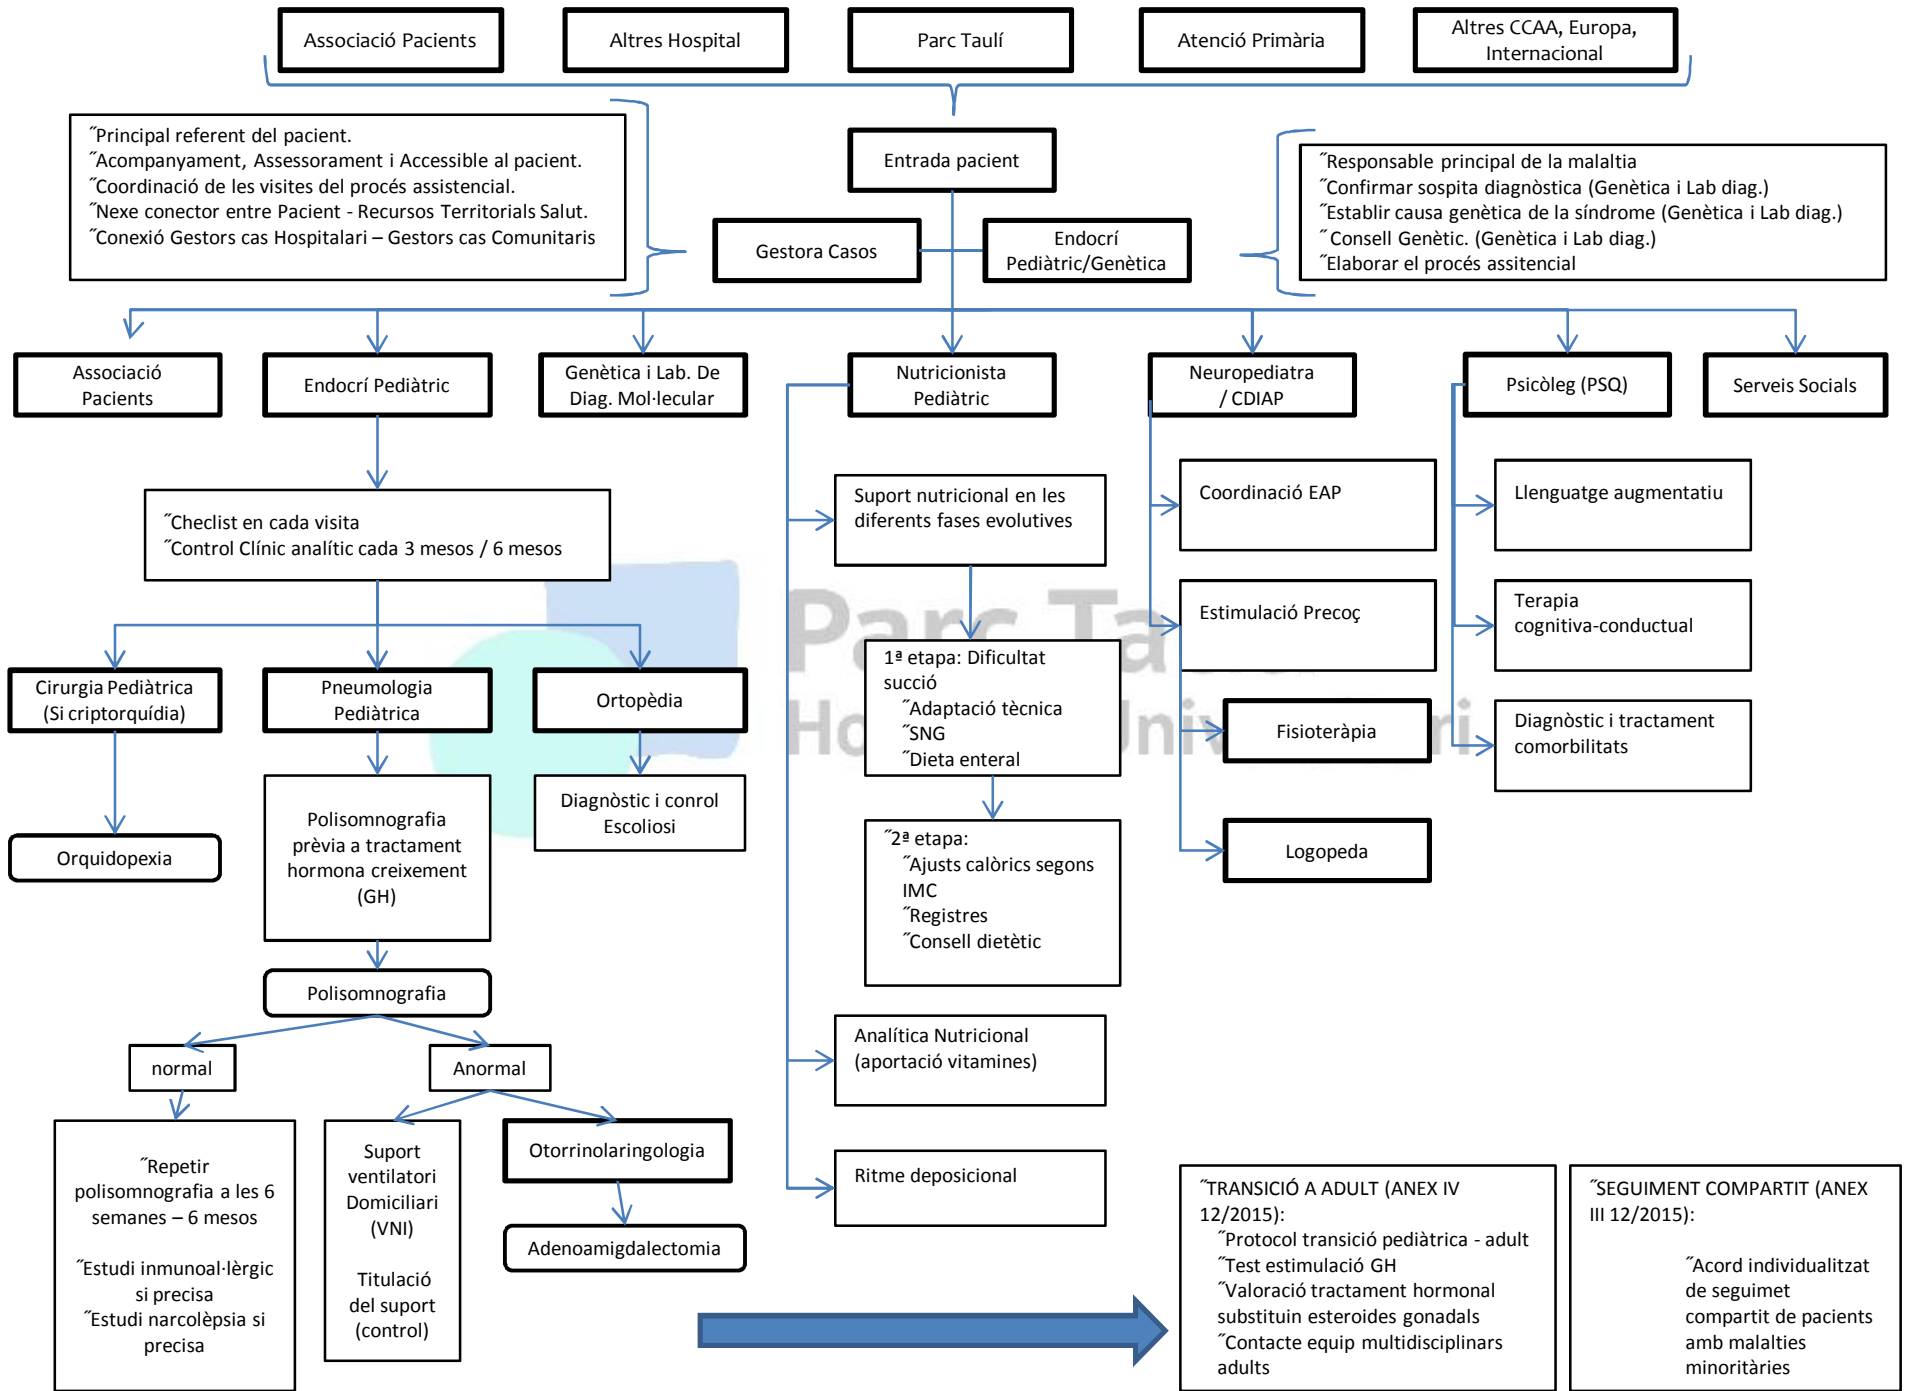 Associació Pacients
Altres Hospital
Parc Taulí
Atenció Primària
Altres CCAA, Europa,
Internacional
˝Principal referent del pacient.
˝Acompanyament, Assessorament i Accessible al pacient.
˝Coordinació de les visites del procés assistencial.
˝Nexe conector entre Pacient - Recursos Territorials Salut.
˝Conexió Gestors cas Hospitalari – Gestors cas Comunitaris
Entrada pacient
˝Responsable principal de la malaltia
˝Confirmar sospita diagnòstica (Genètica i Lab diag.)
˝Establir causa genètica de la síndrome (Genètica i Lab diag.)
˝Consell Genètic. (Genètica i Lab diag.)
˝Elaborar el procés assitencial
Gestora Casos
Endocrí
Pediàtric/Genètica
Associació
Pacients
Endocrí Pediàtric
Genètica i Lab. De
Diag. Mol·lecular
Nutricionista
Pediàtric
Neuropediatra
/ CDIAP
Psicòleg (PSQ)
Serveis Socials
˝Checlist en cada visita
˝Control Clínic analític cada 3 mesos / 6 mesos
Cirurgia Pediàtrica
(Si criptorquídia)
Pneumologia
Pediàtrica
Ortopèdia
Orquidopexia
Polisomnografia
prèvia a tractament
hormona creixement
(GH)
Diagnòstic i conrol
Escoliosi
Polisomnografia
normal
Anormal
˝Repetir
polisomnografia a les 6
semanes – 6 mesos
˝Estudi inmunoal·lèrgic
si precisa
˝Estudi narcolèpsia si
precisa
Suport
ventilatori
Domiciliari
(VNI)
Titulació
del suport
(control)
Otorrinolaringologia
Adenoamigdalectomia
Suport nutricional en les
diferents fases evolutives
1ª etapa: Dificultat
succió
˝Adaptació tècnica
˝SNG
˝Dieta enteral
˝2ª etapa:
˝Ajusts calòrics segons
IMC
˝Registres
˝Consell dietètic
Analítica Nutricional
(aportació vitamines)
Ritme deposicional
Coordinació EAP
Estimulació Precoç
Fisioteràpia
Logopeda
Llenguatge augmentatiu
Terapia
cognitiva-conductual
Diagnòstic i tractament
comorbilitats
˝TRANSICIÓ A ADULT (ANEX IV
12/2015):
˝Protocol transició pediàtrica - adult
˝Test estimulació GH
˝Valoració tractament hormonal
substituin esteroides gonadals
˝Contacte equip multidisciplinars
adults
˝SEGUIMENT COMPARTIT (ANEX
III 12/2015):
˝Acord individualitzat
de seguimet
compartit de pacients
amb malalties
minoritàries
Parc